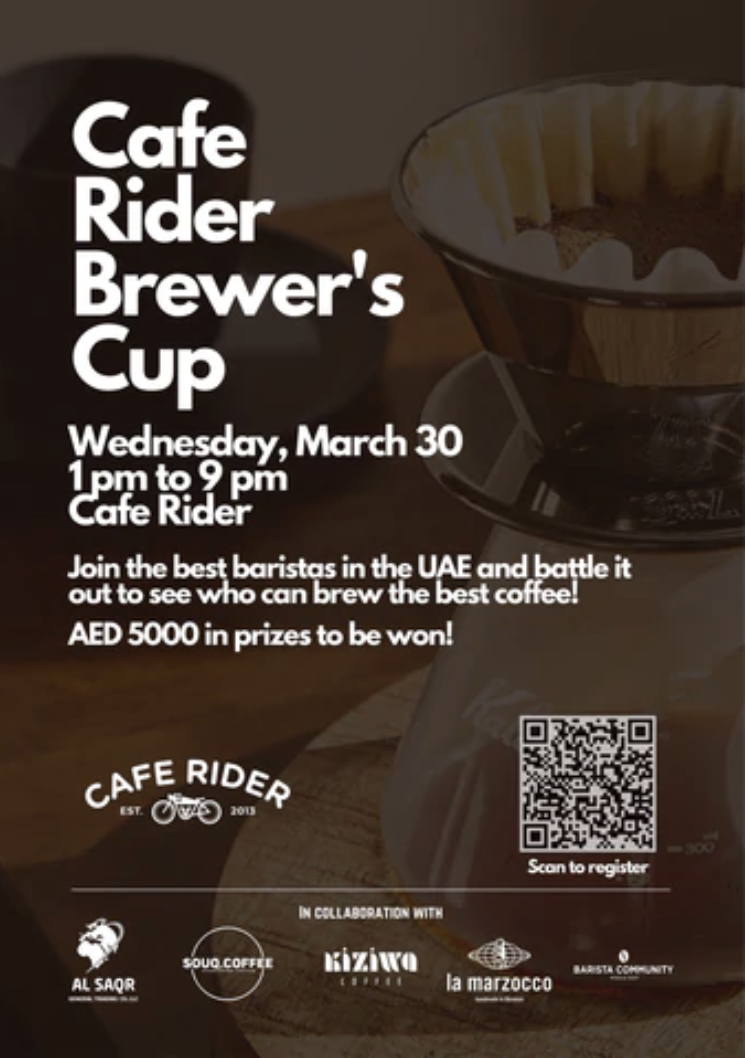 Cafe
Rider
Brewer's
Cup
Wednesday, March 30
1 pm to 9 pm
Cafe Rider
Join the best baristas in the UAE and battle it
out to see who can brew the best coffee!
AED 5000 in prizes to be won!
CAFE RIDER
EST. 2013
Scan to register
IN COLLABORATION WITH
AL SAQR
GENERAL TRADING CO. LLC
SOUQ.COFFEE
KIZIWA
COFFEE
la marzocco
BARISTA COMMUNITY
300